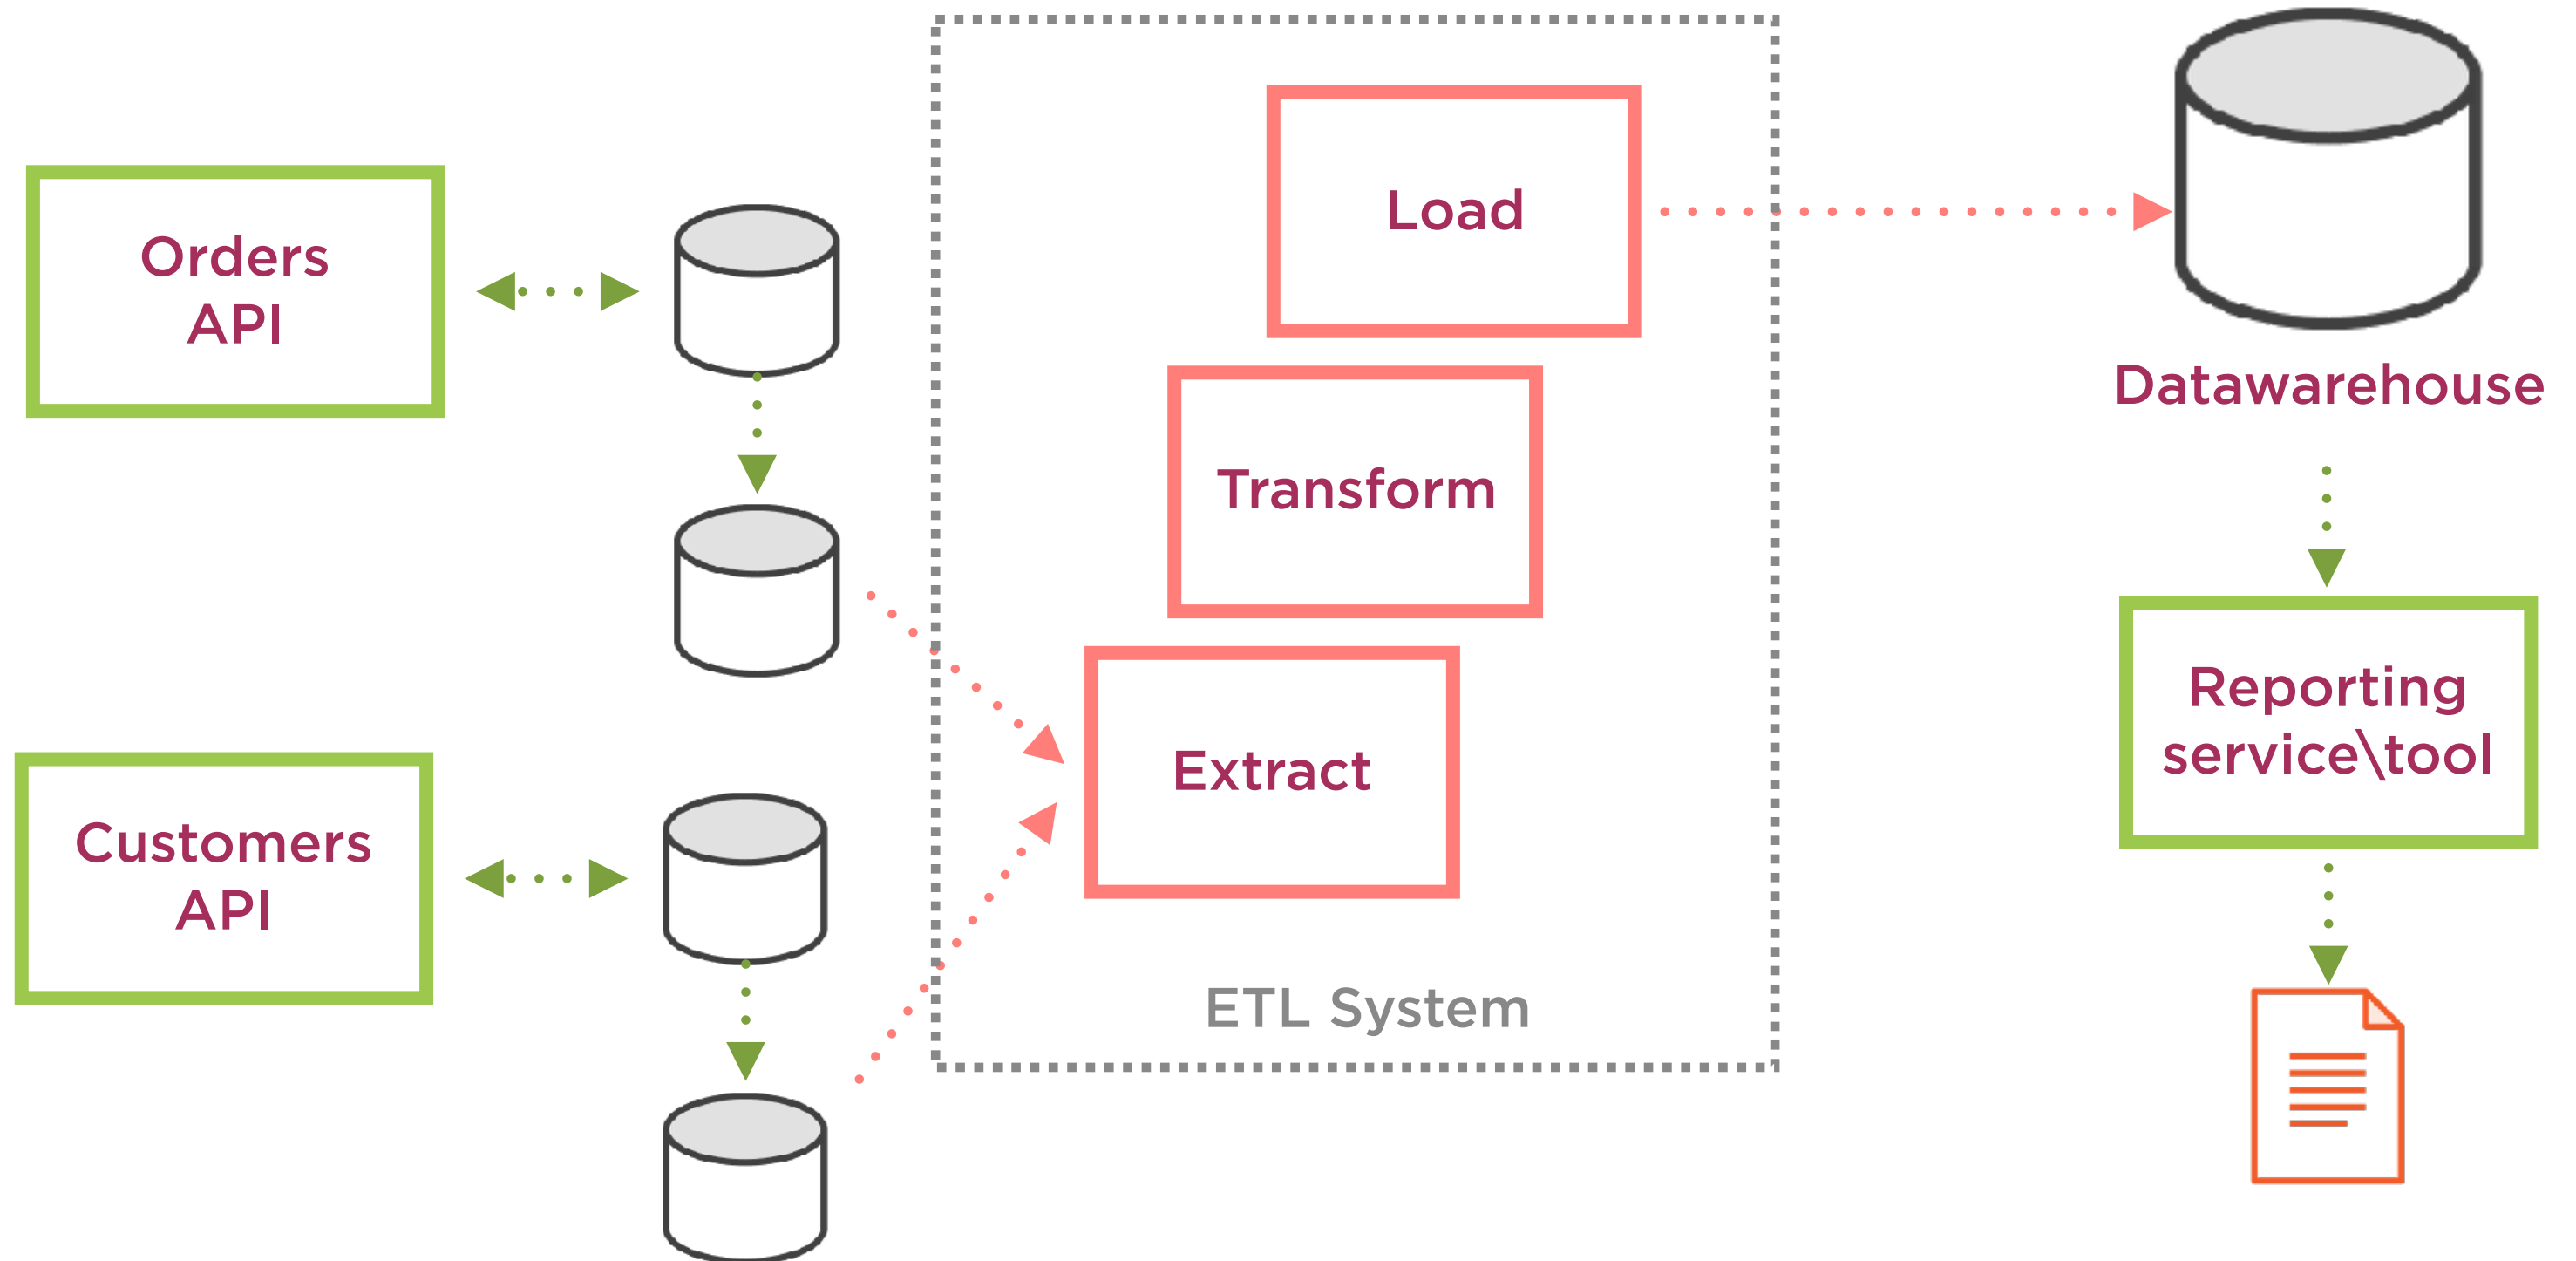 Orders
API
Customers
API
Load
Transform
Extract
ETL System
Datawarehouse
Reporting
service\tool